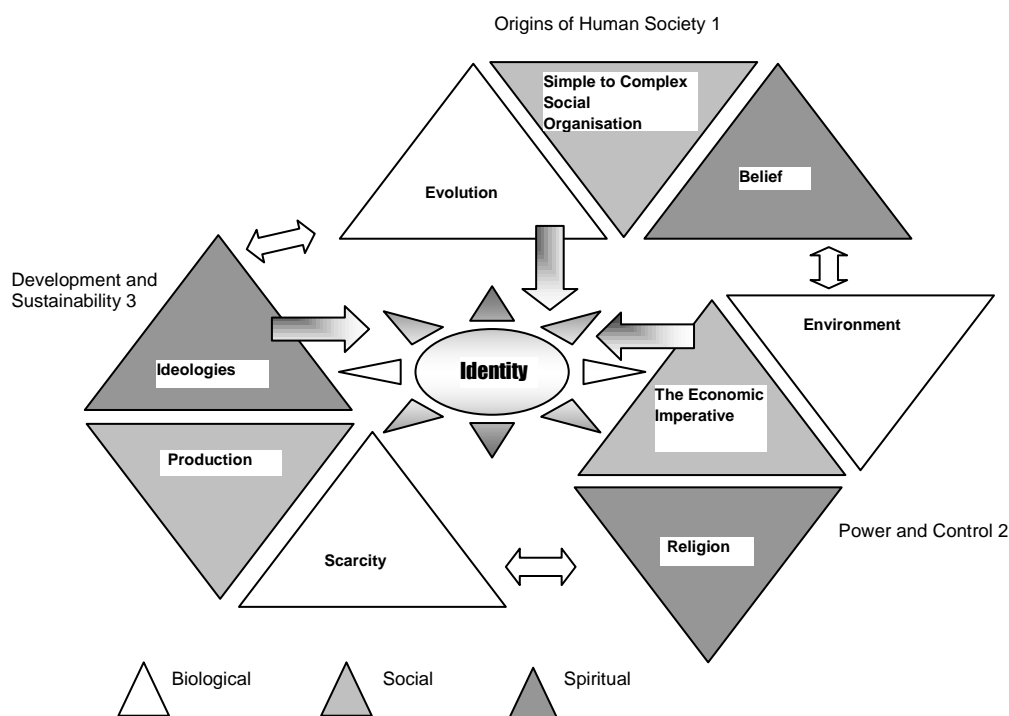 Origins of Human Society 1
Simple to Complex
Social
Organisation
Evolution
Belief
Development and
Sustainability 3
Environment
Ideologies
Identity
The Economic
Imperative
Production
Power and Control 2
Religion
Scarcity
Biological
Social
Spiritual